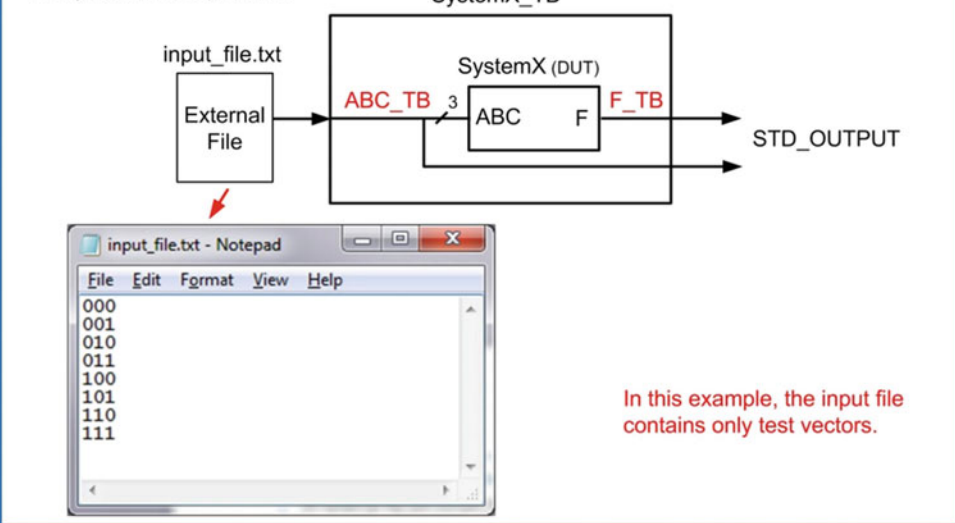 SystemX_TB
input_file.txt
External
File
SystemX (DUT)
ABC_TB
3
ABC
F
F_TB
STD_OUTPUT
input_file.txt - Notepad
File Edit Format View Help
000
001
010
011
100
101
110
111
In this example, the input file
contains only test vectors.